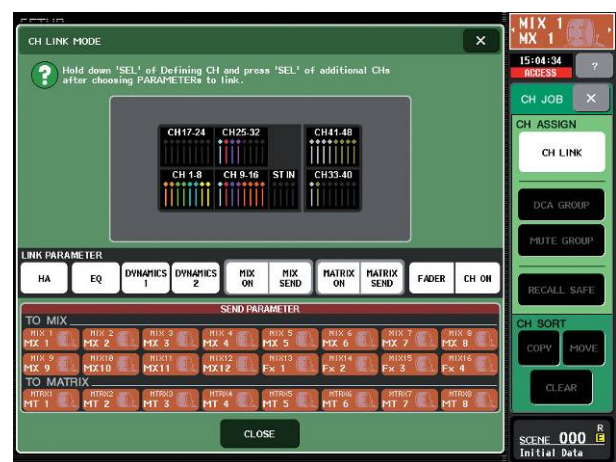 CH LINK MODE
×
MIX 1
MX 1
15:04:34
ACCESS
?
? Hold down 'SEL' of Defining CH and press 'SEL' of additional CHs
after choosing PARAMETERs to link.
CH JOB ×
CH ASSIGN
CH LINK
DCA GROUP
MUTE GROUP
RECALL SAFE
CH SORT
COPY MOVE
CLEAR
SCENE 000 R E
Initial Data
CH17-24 CH25-32 CH41-48
CH 1-8 CH 9-16 ST IN CH33-40
LINK PARAMETER
HA EQ DYNAMICS 1 DYNAMICS 2 MIX ON MIX SEND MATRIX ON MATRIX SEND FADER CH ON
SEND PARAMETER
TO MIX
MIX 1 MIX 2 MIX 3 MIX 4 MIX 5 MIX 6 MIX 7 MIX 8
MX 1 MX 2 MX 3 MX 4 MX 5 MX 6 MX 7 MX 8
MIX 9 MIX10 MIX11 MIX12 MIX13 MIX14 MIX15 MIX16
MX 9 MX10 MX11 MX12 Fx 1 Fx 2 Fx 3 Fx 4
TO MATRIX
MTRX1 MTRX2 MTRX3 MTRX4 MTRX5 MTRX6 MTRX7 MTRX8
MT 1 MT 2 MT 3 MT 4 MT 5 MT 6 MT 7 MT 8
CLOSE